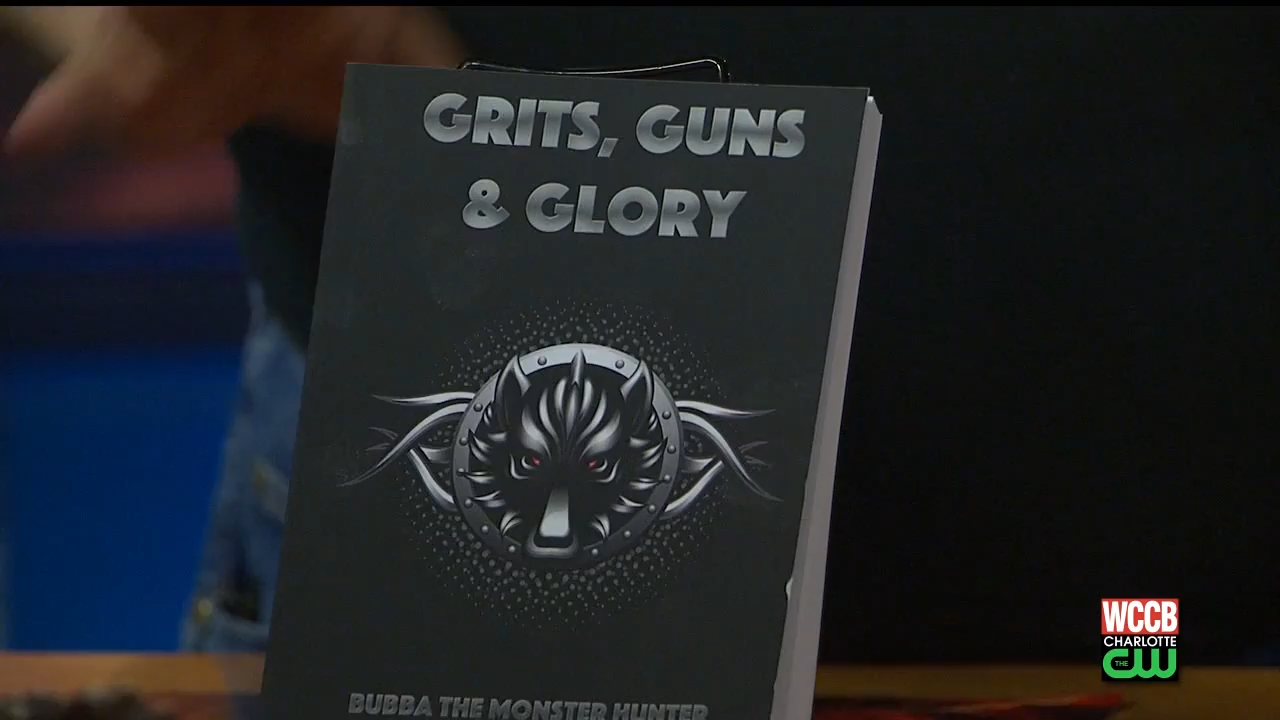 GRITS, GUNS
& GLORY
BUBBA THE MONSTER HUNTER
WCCB
CHARLOTTE
THE CW